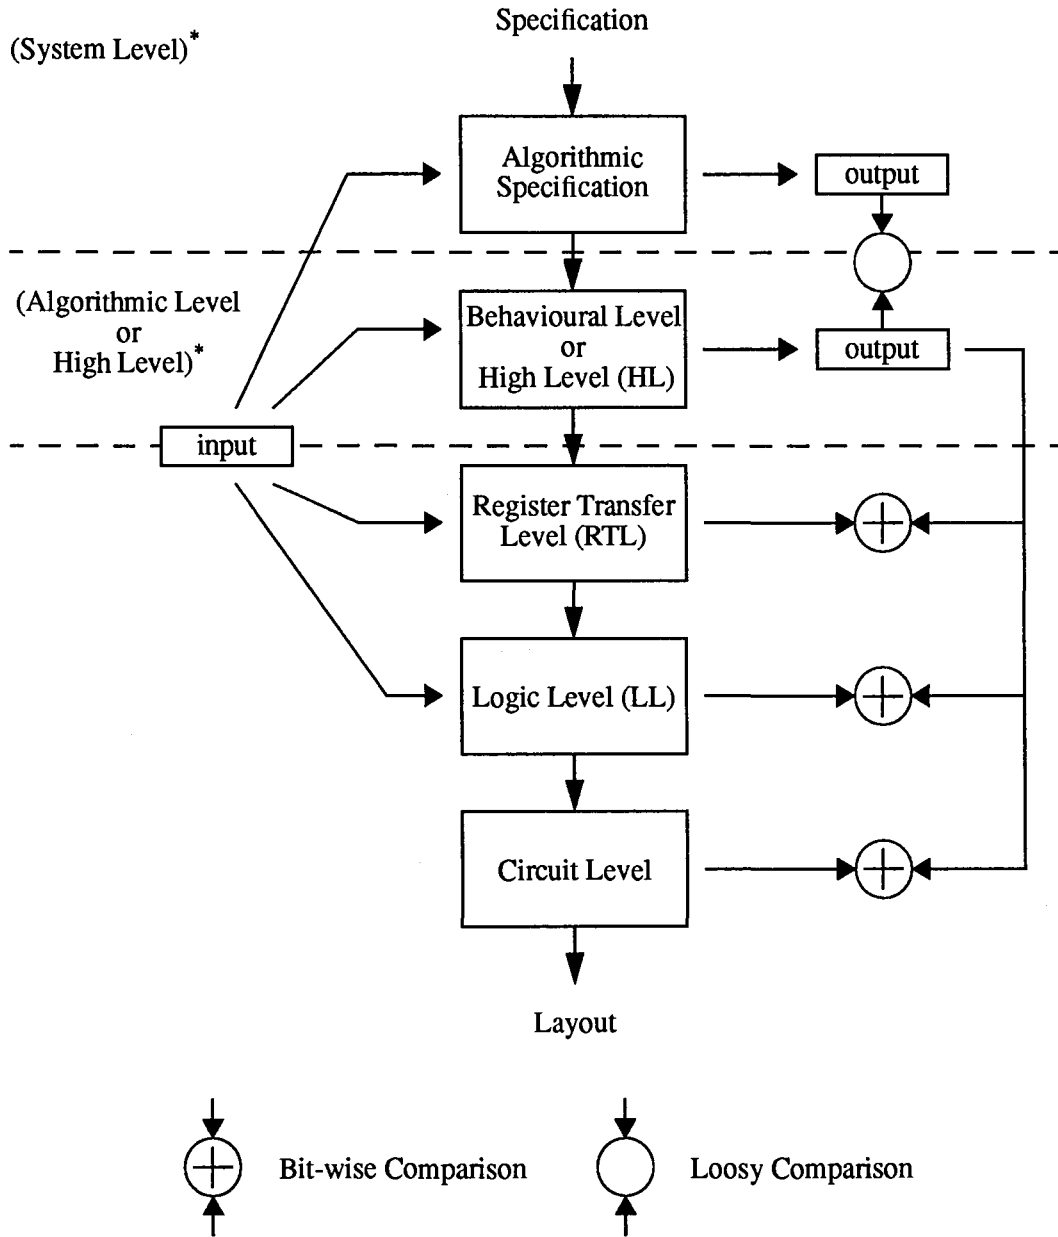 Specification
(System Level)*
Algorithmic
Specification
output
(Algorithmic Level
or
High Level)*
Behavioural Level
or
High Level (HL)
output
input
Register Transfer
Level (RTL)
Logic Level (LL)
Circuit Level
Layout
Bit-wise Comparison
Loosy Comparison